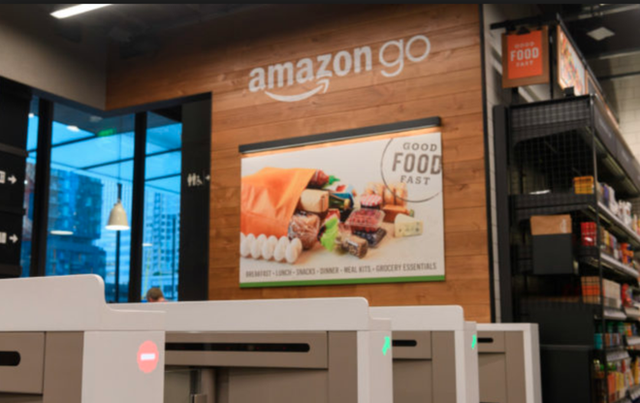 amazon go
GOOD
FOOD
FAST
GOOD
FOOD
FAST
BREAKFAST • LUNCH • SNACKS • DINNER • MEAL KITS • GROCERY ESSENTIALS